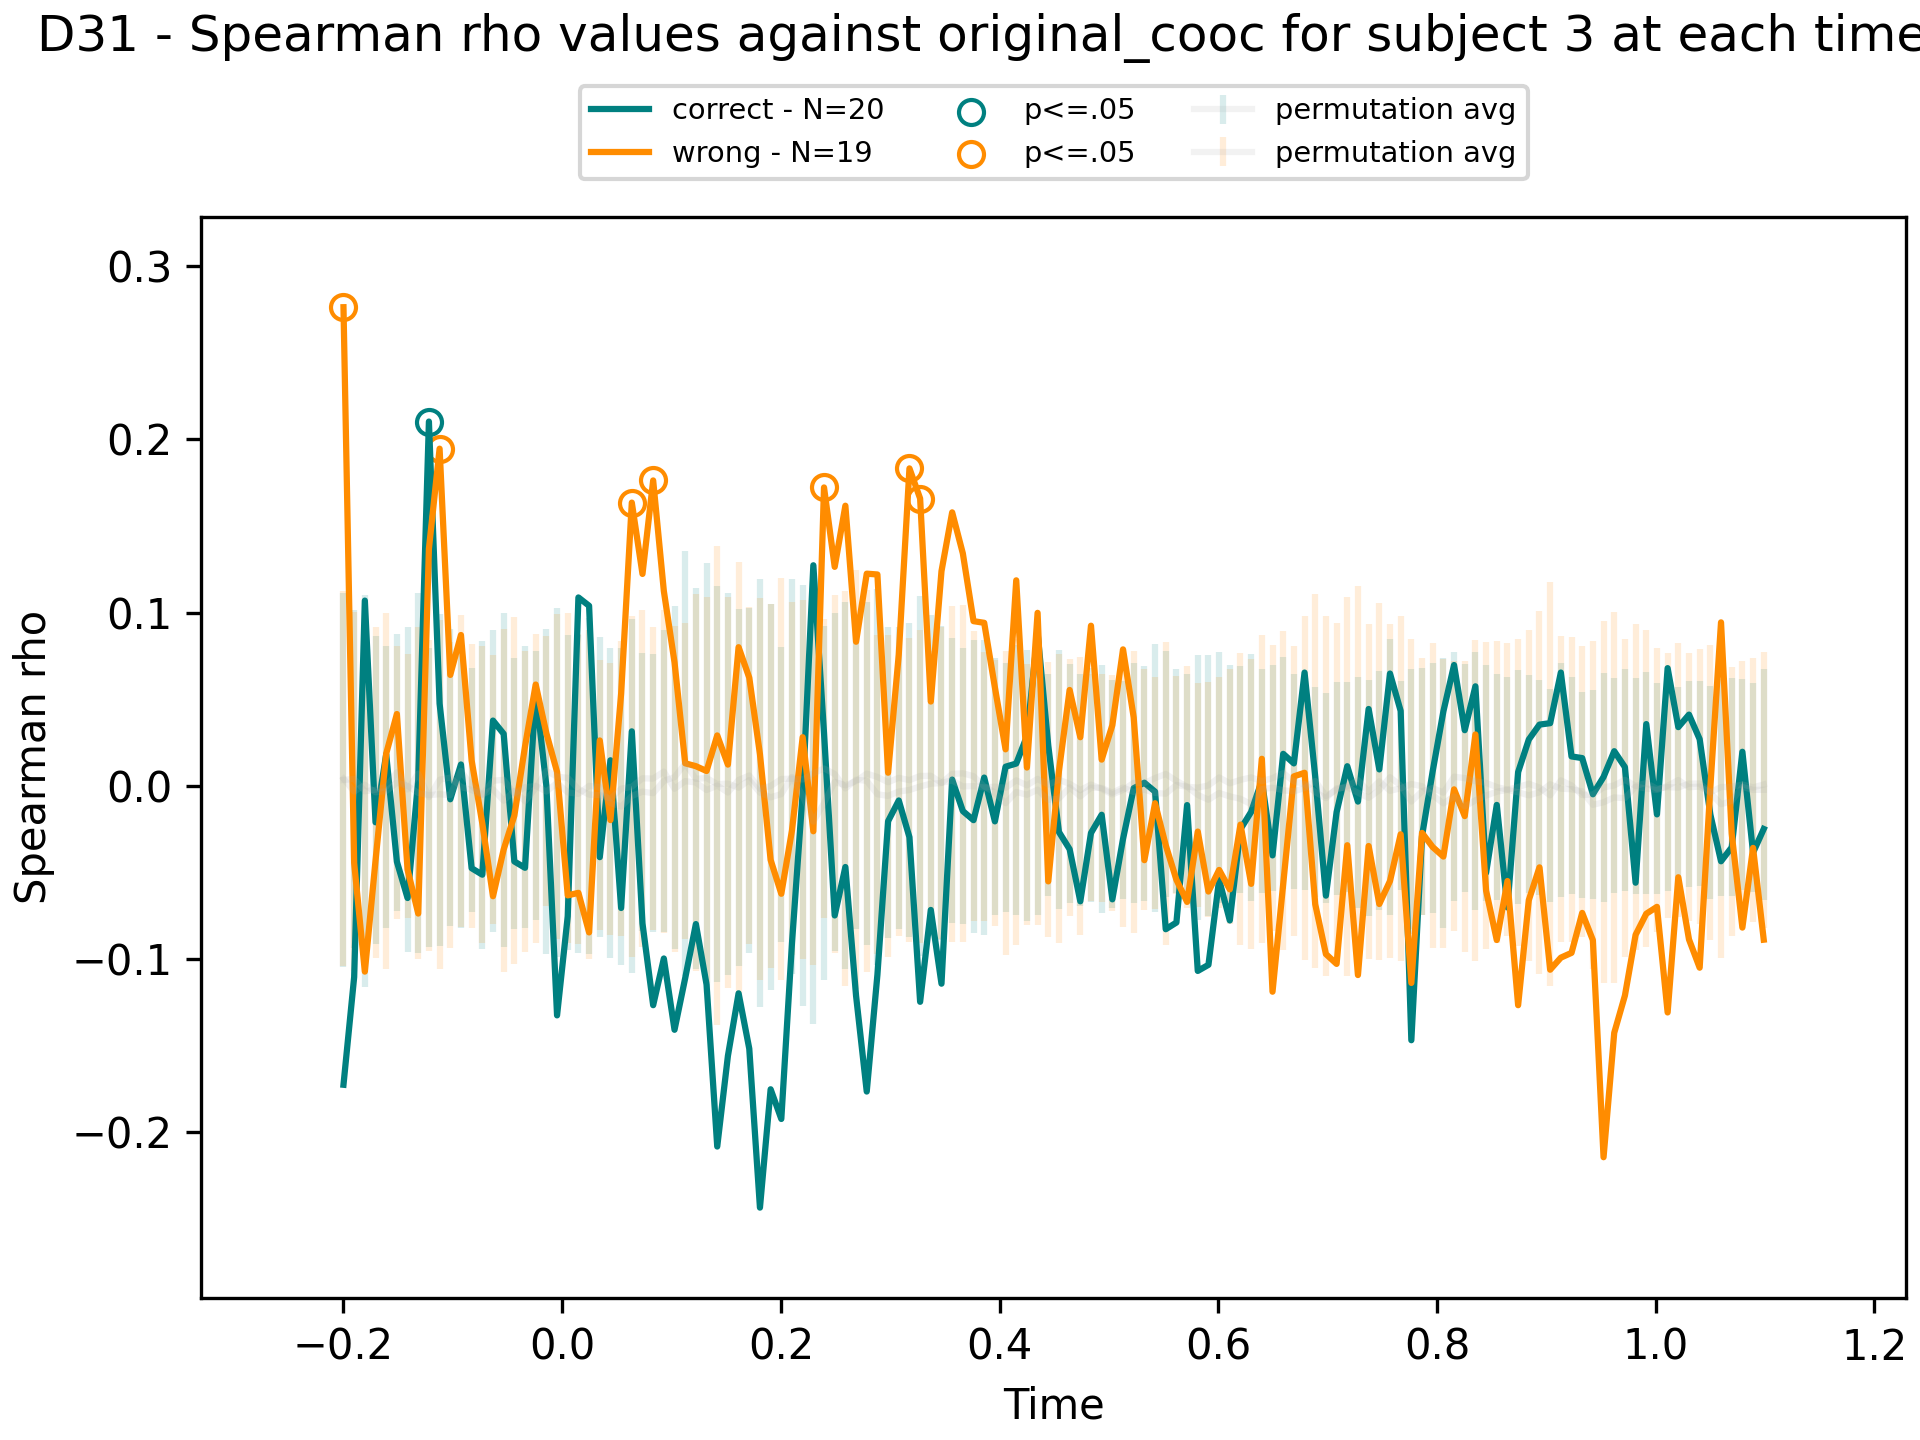 D31 - Spearman rho values against original_cooc for subject 3 at each time
correct - N=20 p<=.05 permutation avg
wrong - N=19 p<=.05 permutation avg
Spearman rho
0.3
0.2
0.1
0.0
−0.1
−0.2
−0.2 0.0 0.2 0.4 0.6 0.8 1.0 1.2
Time